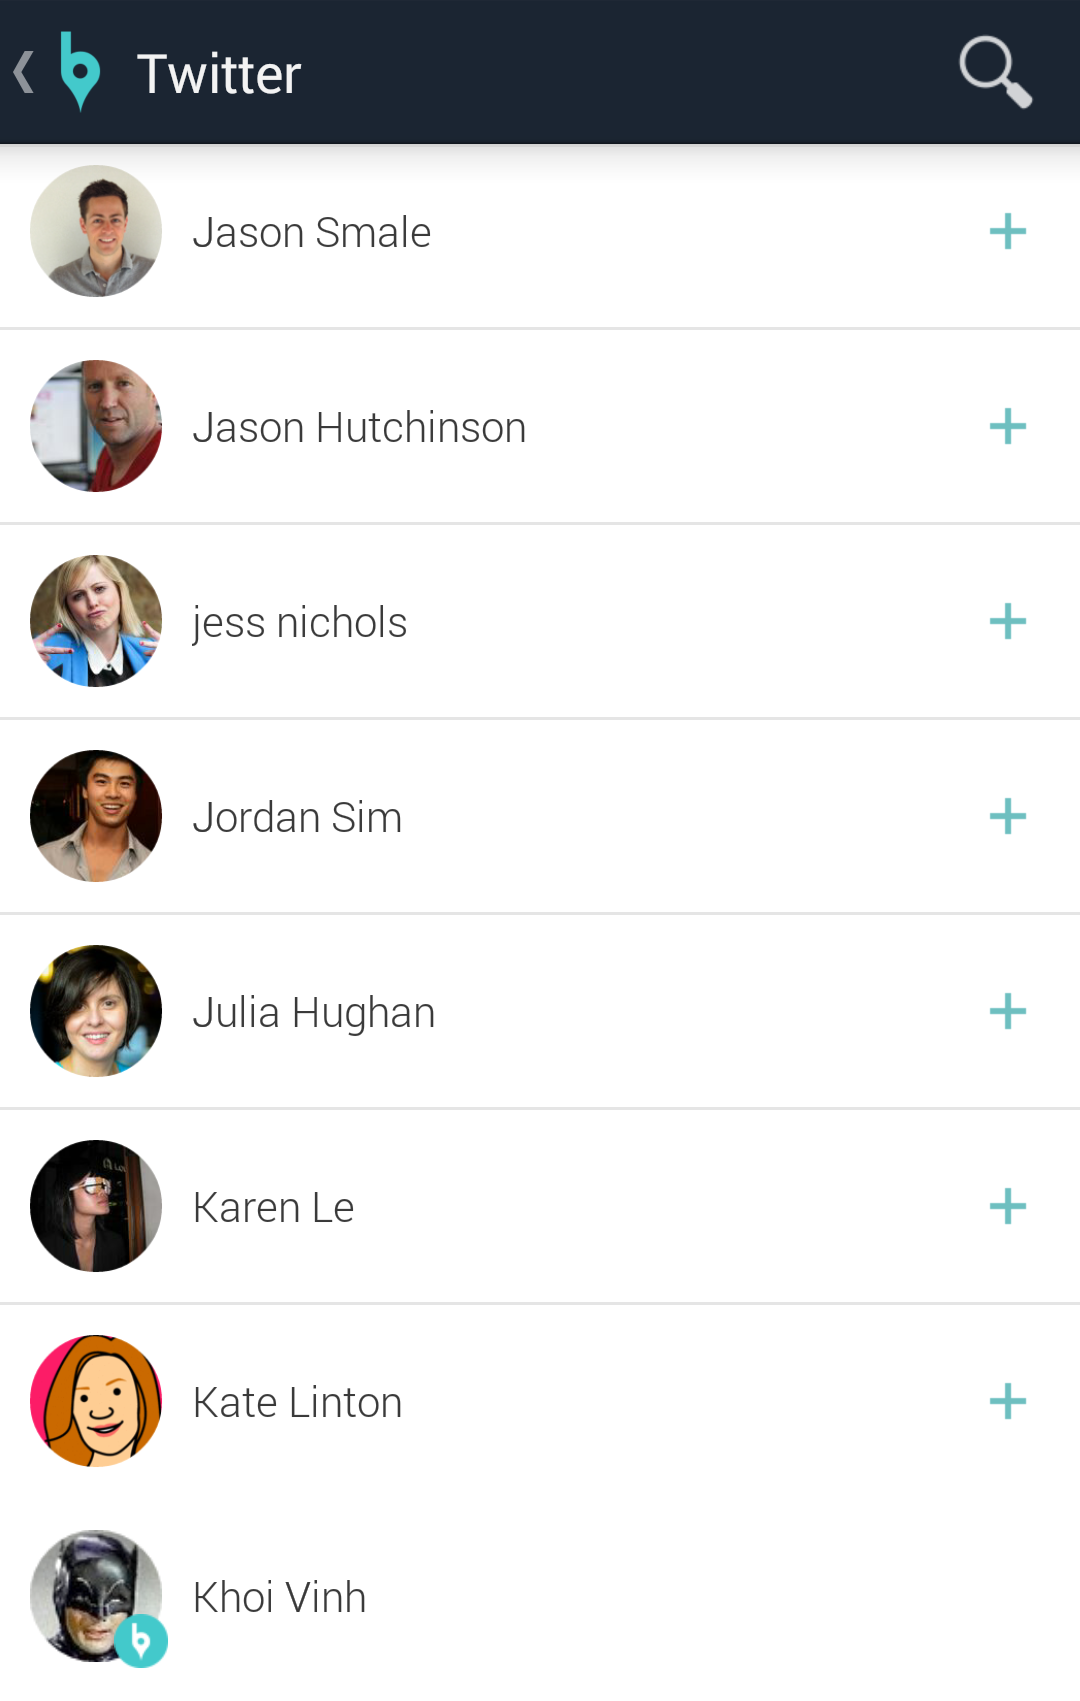 Twitter
Jason Smale
Jason Hutchinson
jess nichols
Jordan Sim
Julia Hughan
Karen Le
Kate Linton
Khoi Vinh